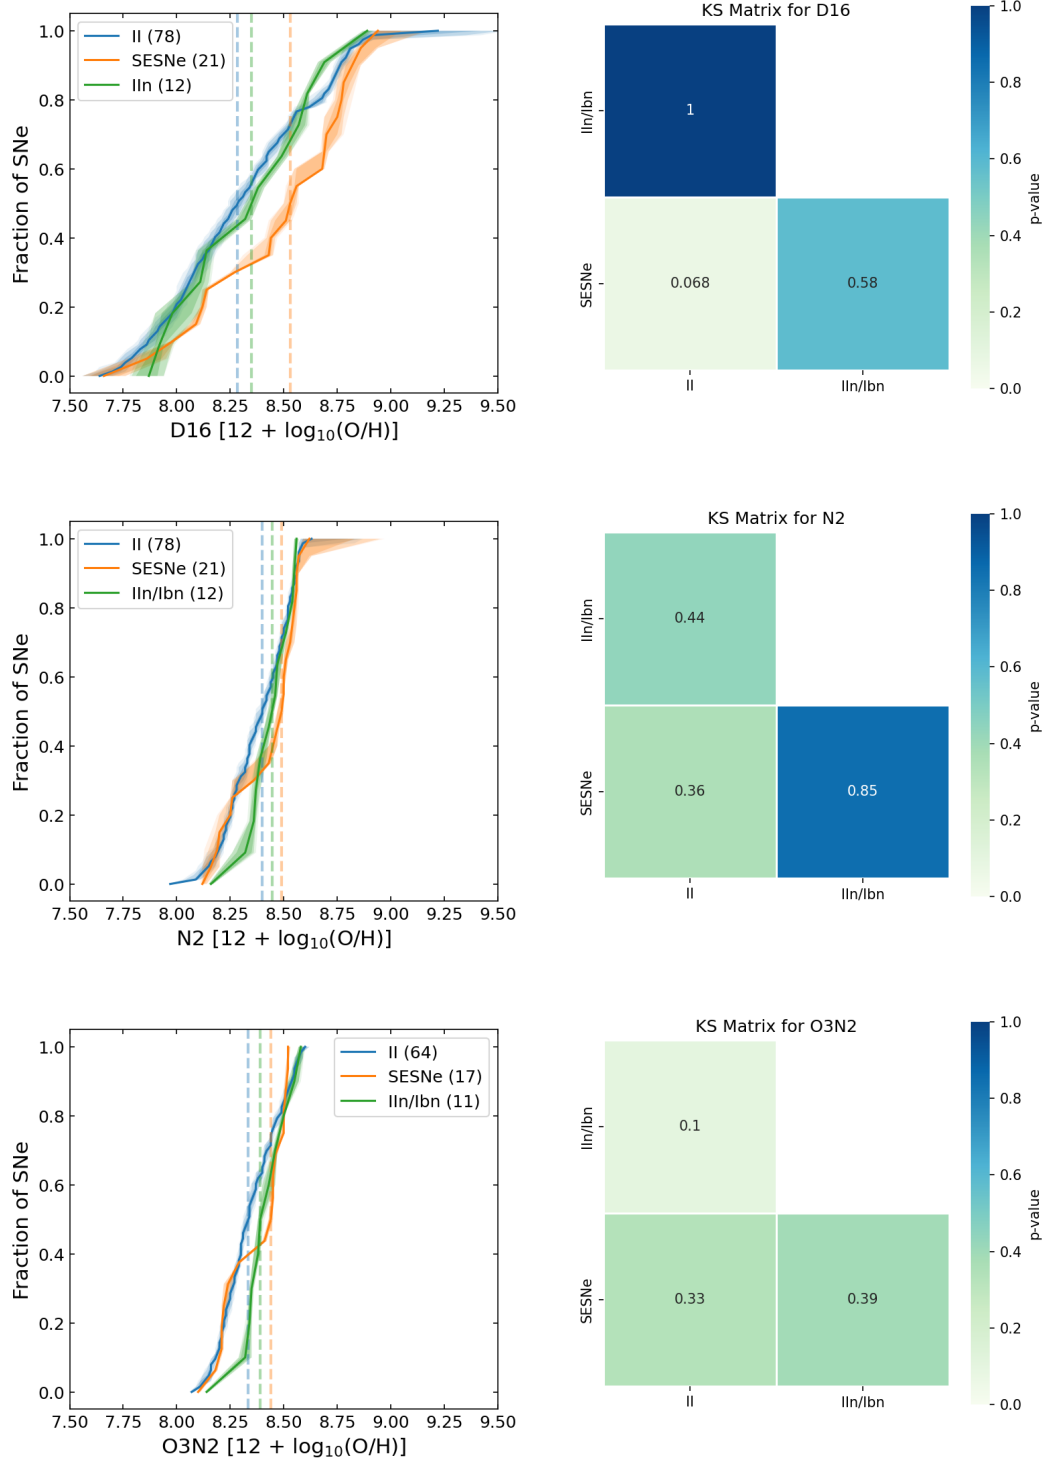 II (78)
SESNe (21)
IIn (12)
1.0
0.8
0.6
0.4
0.2
0.0
Fraction of SNe
7.50 7.75 8.00 8.25 8.50 8.75 9.00 9.25 9.50
D16 [12 + log₁₀(O/H)]
KS Matrix for D16
IIn/Ibn
SESNe
1
0.068
0.58
II
IIn/Ibn
1.0
0.8
0.6
0.4
0.2
0.0
p-value
II (78)
SESNe (21)
IIn/Ibn (12)
1.0
0.8
0.6
0.4
0.2
0.0
Fraction of SNe
7.50 7.75 8.00 8.25 8.50 8.75 9.00 9.25 9.50
N2 [12 + log₁₀(O/H)]
KS Matrix for N2
IIn/Ibn
SESNe
0.44
0.36
0.85
II
IIn/Ibn
1.0
0.8
0.6
0.4
0.2
0.0
p-value
II (64)
SESNe (17)
IIn/Ibn (11)
1.0
0.8
0.6
0.4
0.2
0.0
Fraction of SNe
7.50 7.75 8.00 8.25 8.50 8.75 9.00 9.25 9.50
O3N2 [12 + log₁₀(O/H)]
KS Matrix for O3N2
IIn/Ibn
SESNe
0.1
0.33
0.39
II
IIn/Ibn
1.0
0.8
0.6
0.4
0.2
0.0
p-value